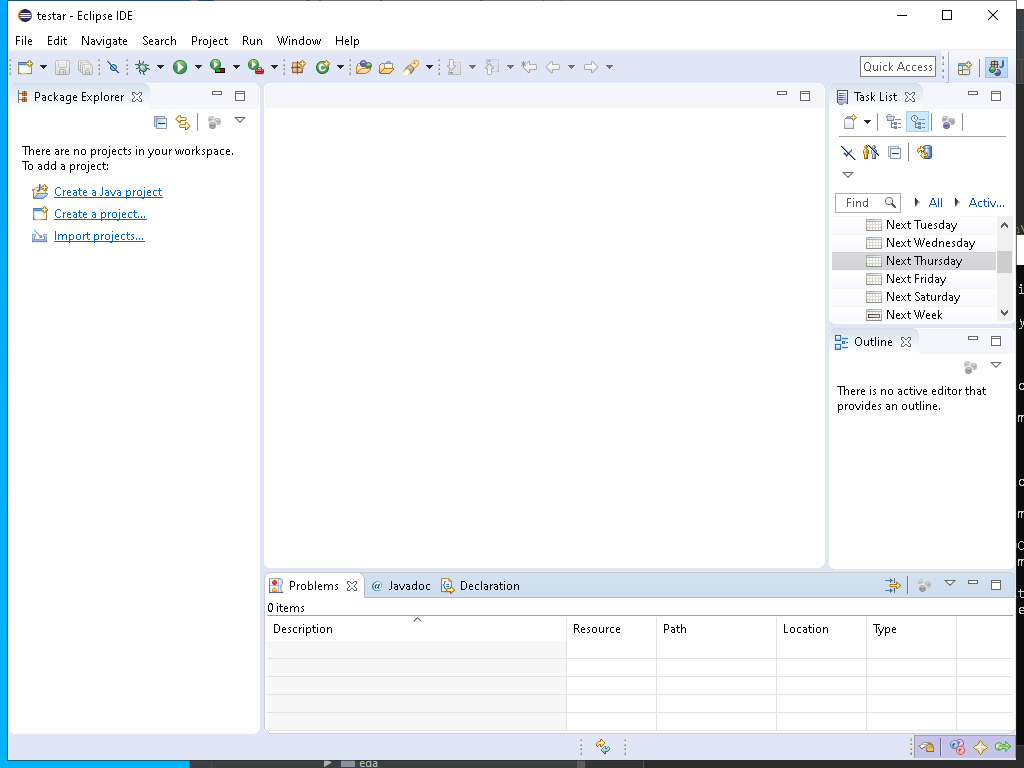 testar - Eclipse IDE
File Edit Navigate Search Project Run Window Help
Quick Access
Package Explorer
There are no projects in your workspace.
To add a project:
Create a Java project
Create a project...
Import projects...
Task List
Find
All
Activ...
Next Tuesday
Next Wednesday
Next Thursday
Next Friday
Next Saturday
Next Week
Outline
There is no active editor that
provides an outline.
Problems
@ Javadoc
Declaration
0 items
Description Resource Path Location Type
eda